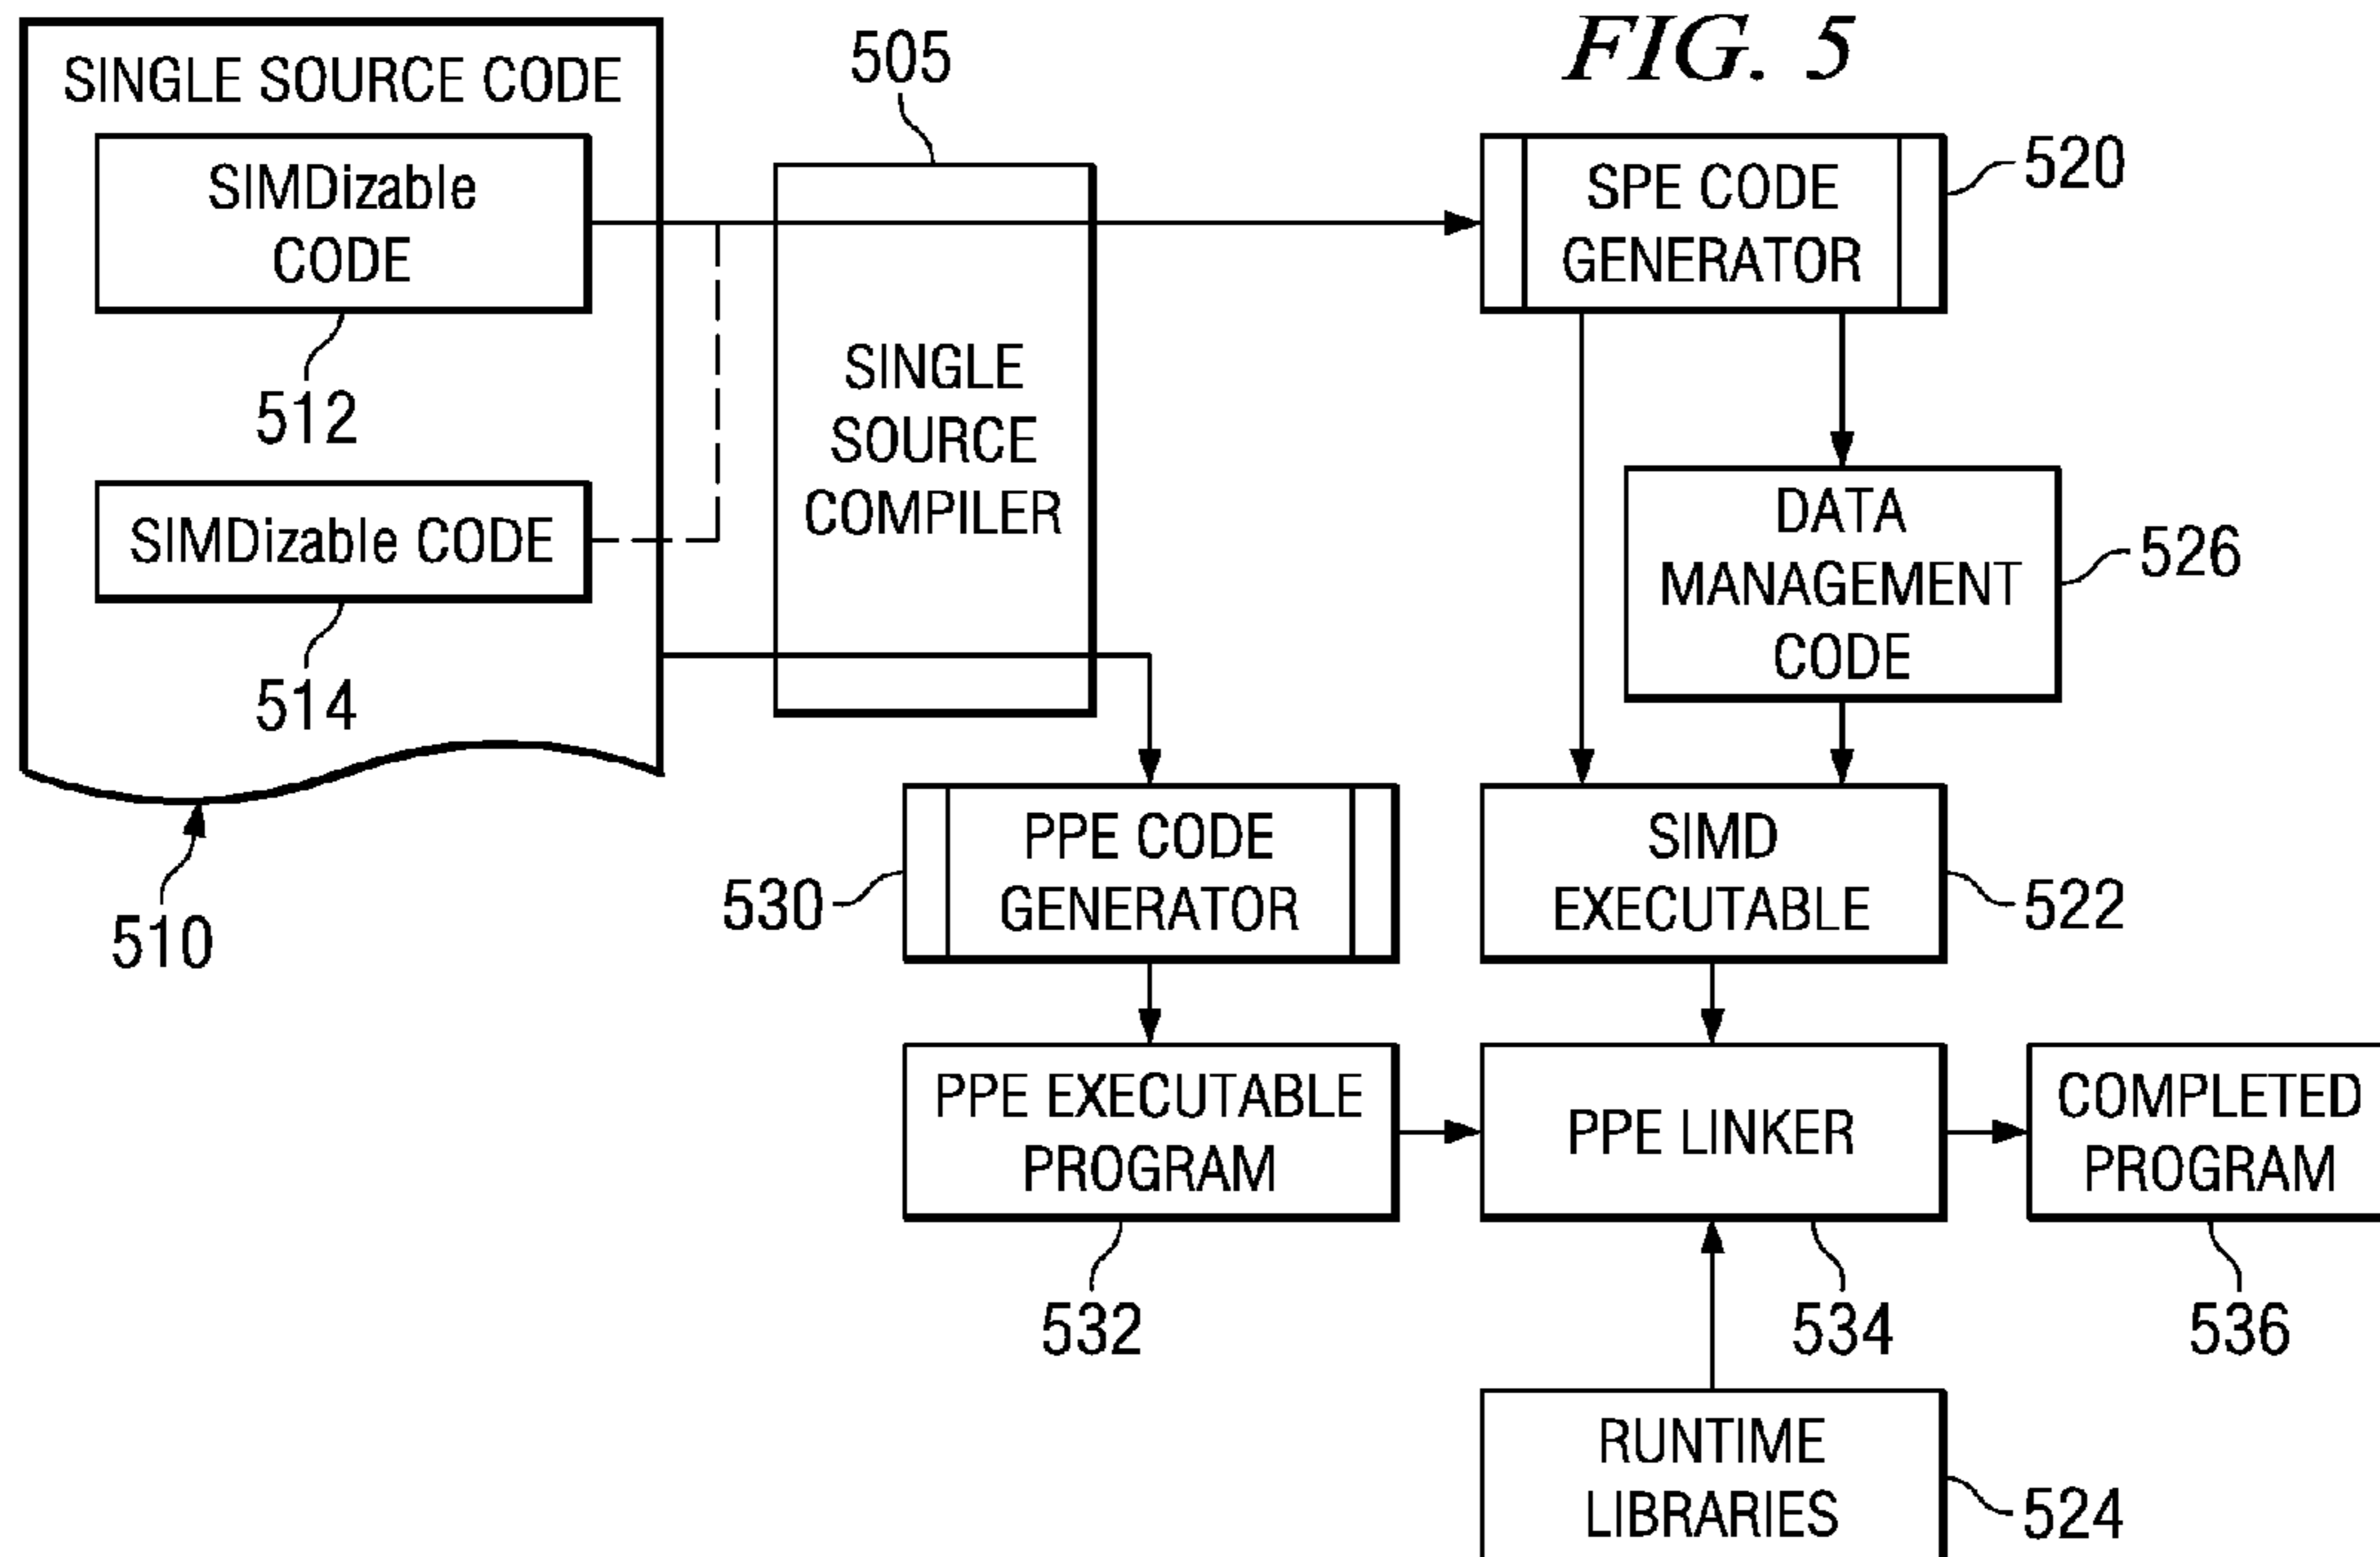 FIG. 5
SINGLE SOURCE CODE
SIMDizable
CODE
512
SIMDizable CODE
514
510
505
SINGLE
SOURCE
COMPILER
SPE CODE
GENERATOR
520
DATA
MANAGEMENT
CODE
526
PPE CODE
GENERATOR
530
SIMD
EXECUTABLE
522
PPE EXECUTABLE
PROGRAM
532
PPE LINKER
534
COMPLETED
PROGRAM
536
RUNTIME
LIBRARIES
524